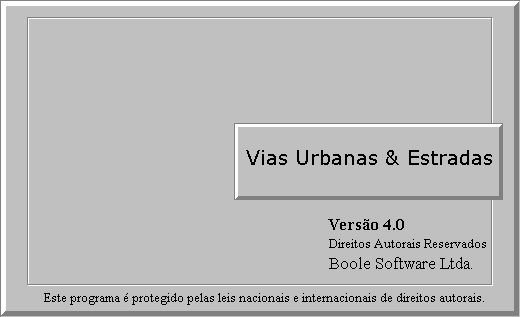 Vias Urbanas & Estradas
Versão 4.0
Direitos Autorais Reservados
Boole Software Ltda.
Este programa é protegido pelas leis nacionais e internacionais de direitos autorais.